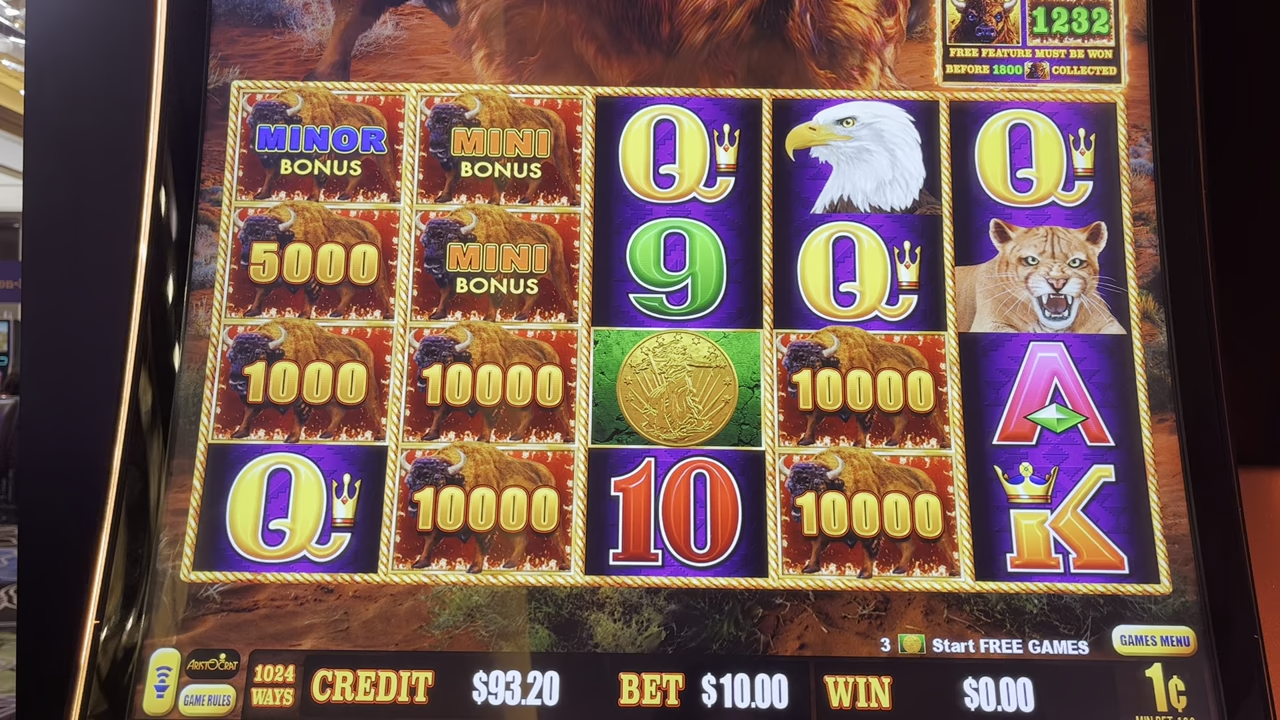 1232
FREE FEATURE MUST BE WON
BEFORE 1800 COLLECTED
MINOR
BONUS
MINI
BONUS
Q
Q
5000
MINI
BONUS
9
Q
1000
10000
10000
A
Q
10000
10
10000
K
3 Start FREE GAMES
GAMES MENU
ARISTOCRAT
GAME RULES
1024
WAYS
CREDIT $93.20
BET $10.00
WIN $0.00
1¢